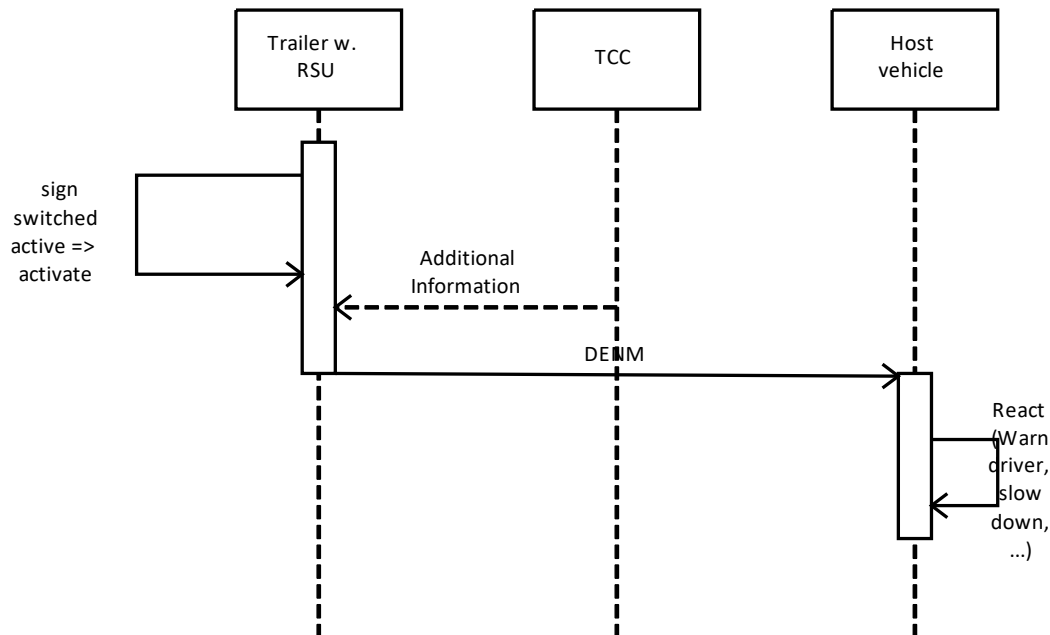 Trailer w.
RSU
TCC
Host
vehicle
sign
switched
active =>
activate
Additional
Information
DENM
React
(Warn
driver,
slow
down,
...)